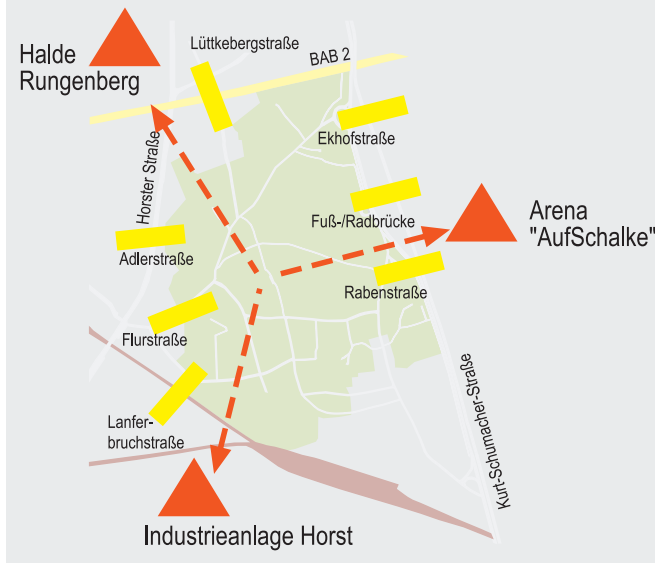 Lüttkebergstraße
BAB 2
Halde
Rungenberg
Ekhofstraße
Horster Straße
Fuß-/Radbrücke
Arena
"AufSchalke"
Adlerstraße
Rabenstraße
Flurstraße
Kurt-Schumacher-Straße
Lanfer-
bruchstraße
Industrieanlage Horst